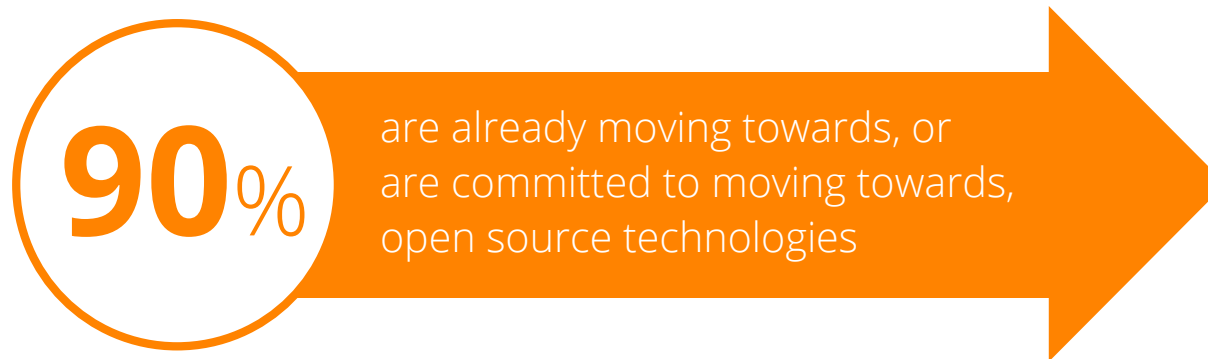 90%
are already moving towards, or
are committed to moving towards,
open source technologies